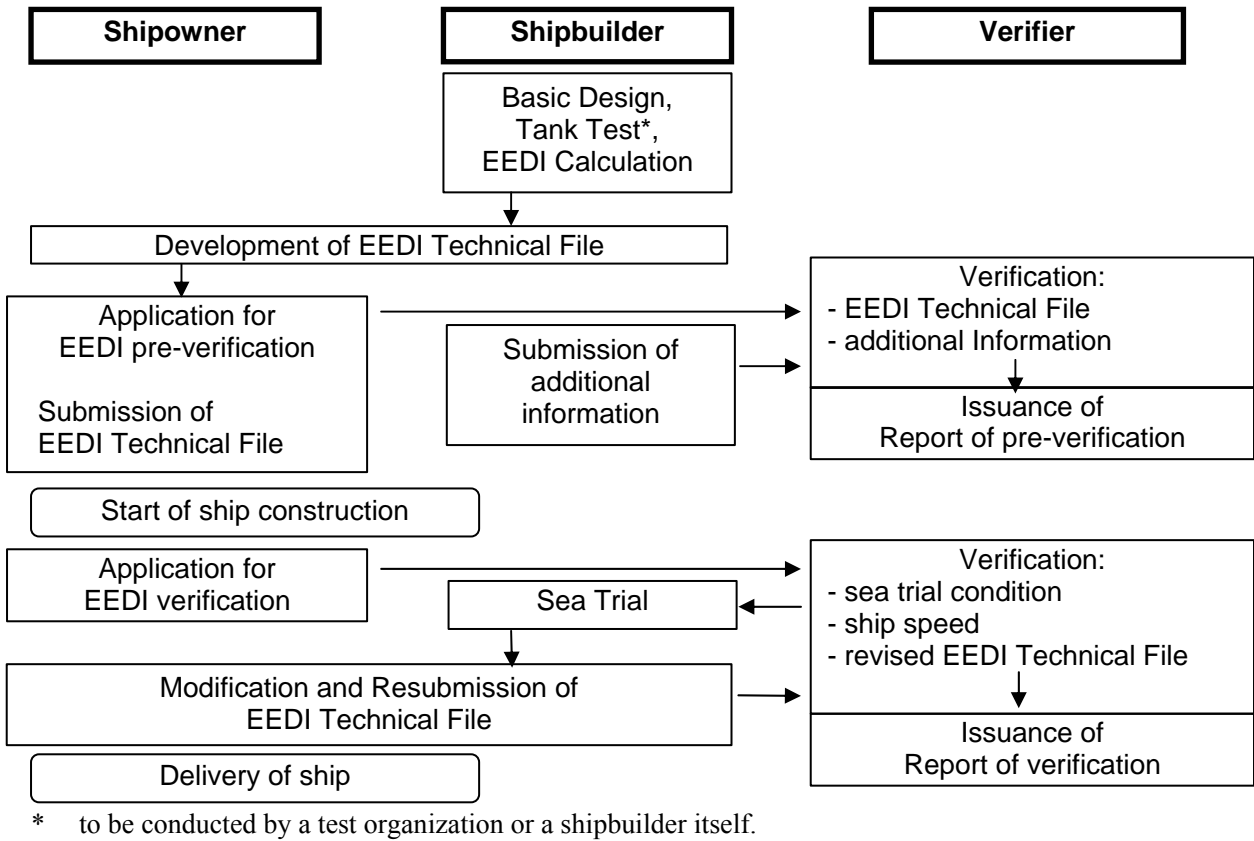 Shipowner
Shipbuilder
Verifier
Basic Design,
Tank Test*,
EEDI Calculation
Development of EEDI Technical File
Application for
EEDI pre-verification
Submission of
EEDI Technical File
Submission of
additional
information
Verification:
- EEDI Technical File
- additional Information
Issuance of
Report of pre-verification
Start of ship construction
Application for
EEDI verification
Sea Trial
Verification:
- sea trial condition
- ship speed
- revised EEDI Technical File
Modification and Resubmission of
EEDI Technical File
Issuance of
Report of verification
Delivery of ship
* to be conducted by a test organization or a shipbuilder itself.